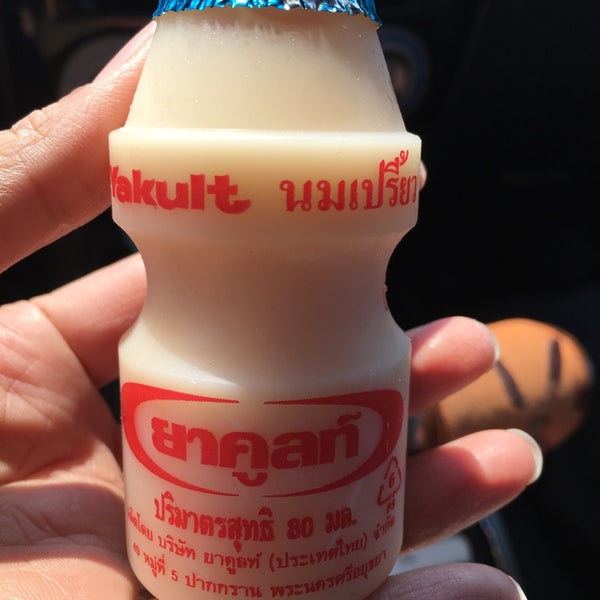 Yakult นมเปรี้ยว
ยาคูลท์
ปริมาตรสุทธิ 80 มล.
6
PS
ผลิตโดย บริษัท ยาคูลท์ (ประเทศไทย) จำกัด
หมู่ที่ 5 ปากกราน พระนครศรีอยุธยา